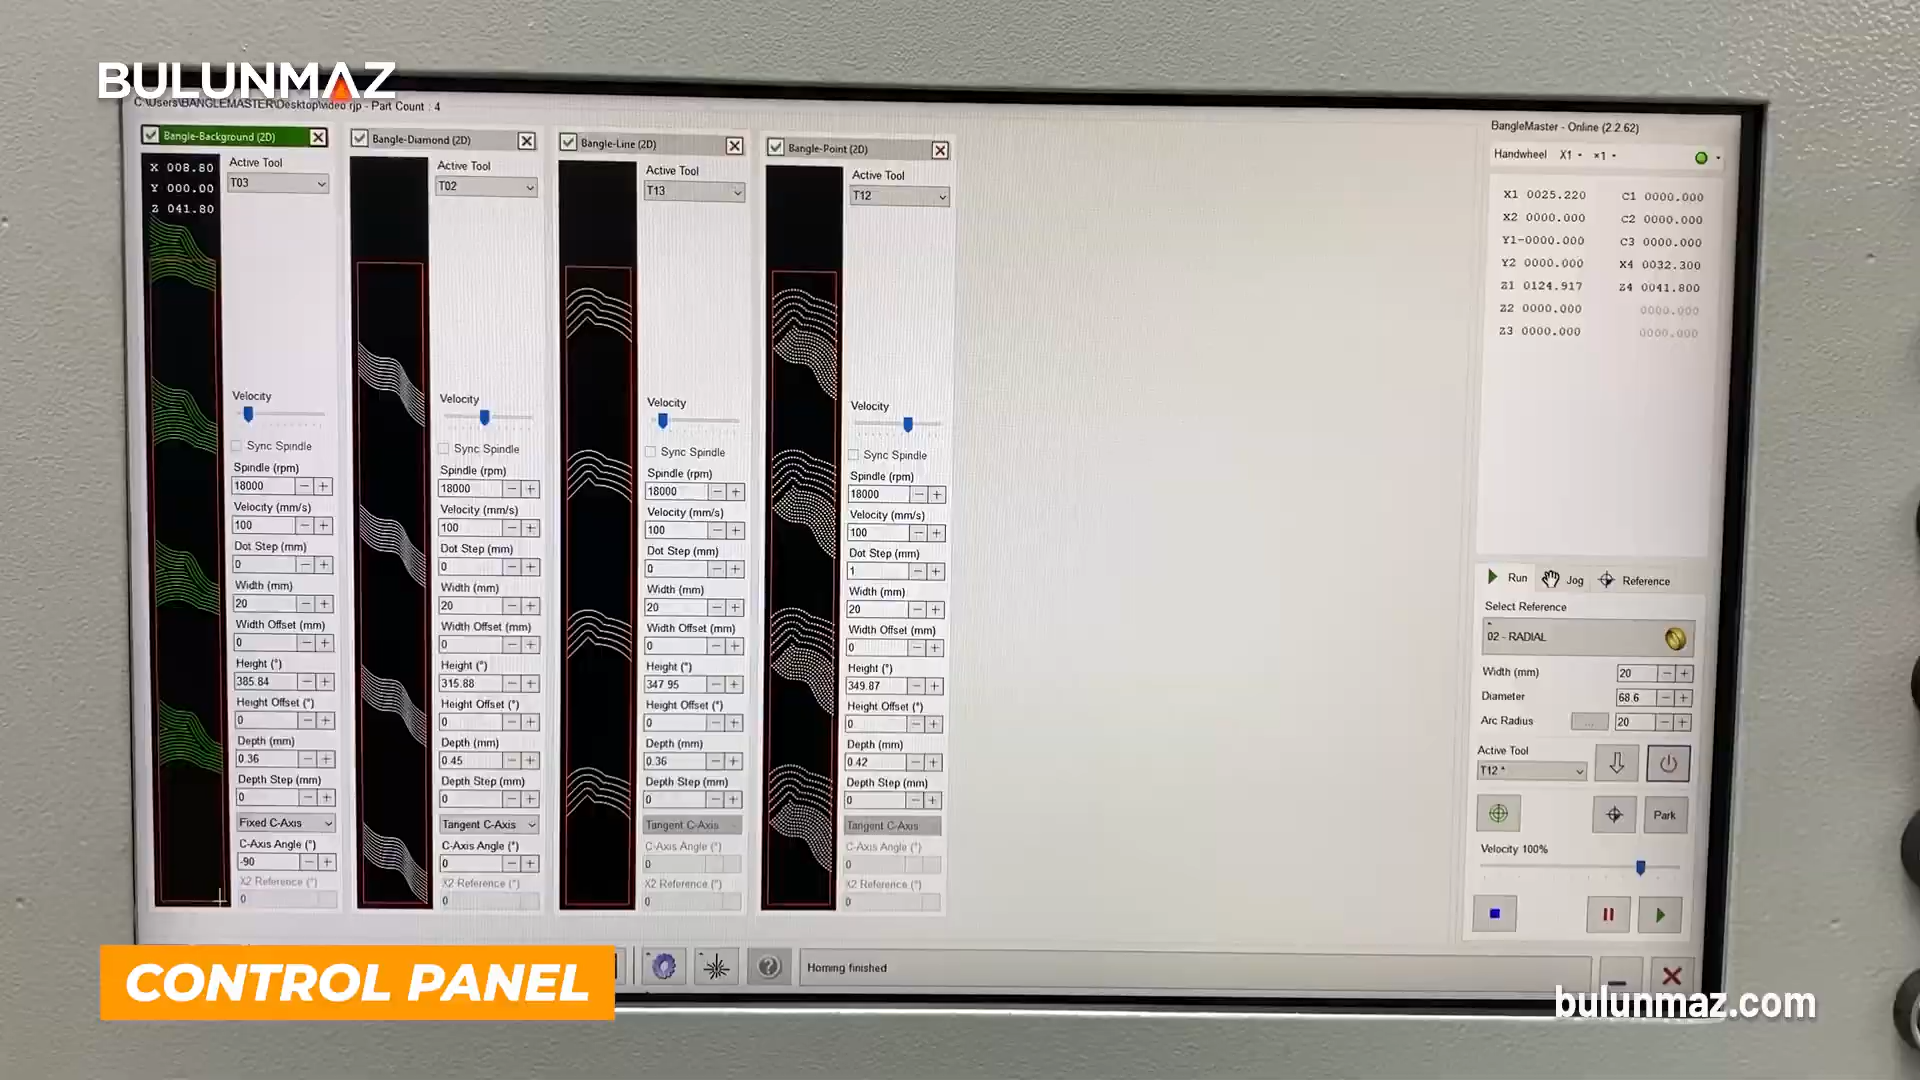 BULUNMAZ
C:\Users\BANGLEMASTER\Desktop\video.rjp - Part Count : 4
Bangle-Background (2D)
X 008.80
Y 000.00
Z 041.80
Active Tool
T03
Velocity
Sync Spindle
Spindle (rpm)
18000
Velocity (mm/s)
100
Dot Step (mm)
0
Width (mm)
20
Width Offset (mm)
0
Height (°)
385.84
Height Offset (°)
0
Depth (mm)
0.36
Depth Step (mm)
0
Fixed C-Axis
C-Axis Angle (°)
-90
X2 Reference (°)
0
Bangle-Diamond (2D)
Active Tool
T02
Velocity
Sync Spindle
Spindle (rpm)
18000
Velocity (mm/s)
100
Dot Step (mm)
0
Width (mm)
20
Width Offset (mm)
0
Height (°)
315.88
Height Offset (°)
0
Depth (mm)
0.45
Depth Step (mm)
0
Tangent C-Axis
C-Axis Angle (°)
0
X2 Reference (°)
0
Bangle-Line (2D)
Active Tool
T13
Velocity
Sync Spindle
Spindle (rpm)
18000
Velocity (mm/s)
100
Dot Step (mm)
0
Width (mm)
20
Width Offset (mm)
0
Height (°)
347.95
Height Offset (°)
0
Depth (mm)
0.36
Depth Step (mm)
0
Tangent C-Axis
C-Axis Angle (°)
0
X2 Reference (°)
0
Bangle-Point (2D)
Active Tool
T12
Velocity
Sync Spindle
Spindle (rpm)
18000
Velocity (mm/s)
100
Dot Step (mm)
1
Width (mm)
20
Width Offset (mm)
0
Height (°)
349.87
Height Offset (°)
0
Depth (mm)
0.42
Depth Step (mm)
0
Tangent C-Axis
C-Axis Angle (°)
0
X2 Reference (°)
0
BangleMaster - Online (2.2.62)
Handwheel X1 ×1
X1 0025.220 C1 0000.000
X2 0000.000 C2 0000.000
Y1-0000.000 C3 0000.000
Y2 0000.000 X4 0032.300
Z1 0124.917 Z4 0041.800
Z2 0000.000 0000.000
Z3 0000.000 0000.000
Run Jog Reference
Select Reference
02 - RADIAL
Width (mm) 20
Diameter 68.6
Arc Radius ... 20
Active Tool
T12 *
Park
Velocity 100%
Homing finished
CONTROL PANEL
bulunmaz.com